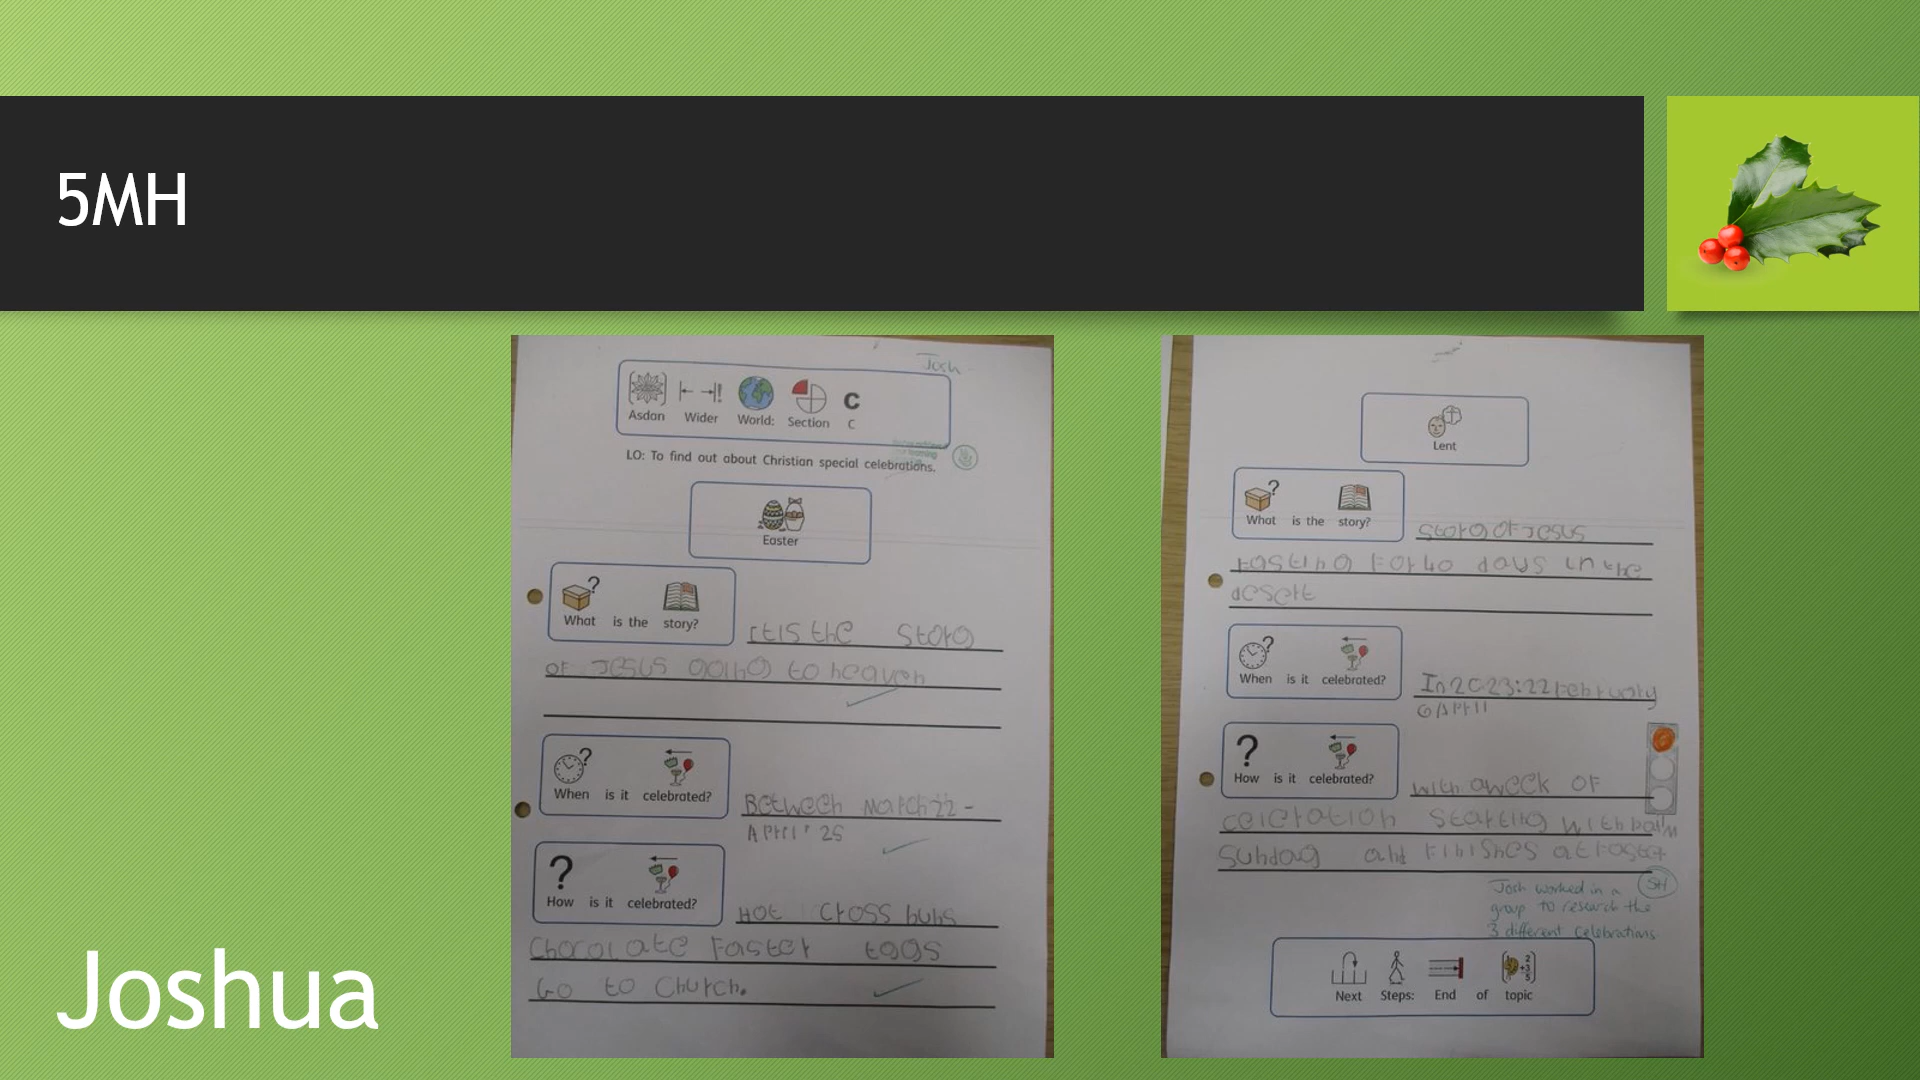 5MH
Josh
Asdan Wider World: Section C
C
LO: To find out about Christian special celebrations.
Easter
What is the story?
It is the story
of Jesus going to heaven
When is it celebrated?
Between March 22 -
April 25
How is it celebrated?
Hot cross buns
Chocolate Easter eggs
Go to Church.
Lent
What is the story?
Story of Jesus
fasting for 40 days in the
desert
When is it celebrated?
In 2023: 22 February
6 April
How is it celebrated?
with a week of
celeration starting with palm
Sunday and finishes at Easter
Josh worked in a
SH
group to research the
3 different celebrations
Next Steps: End of topic
Joshua